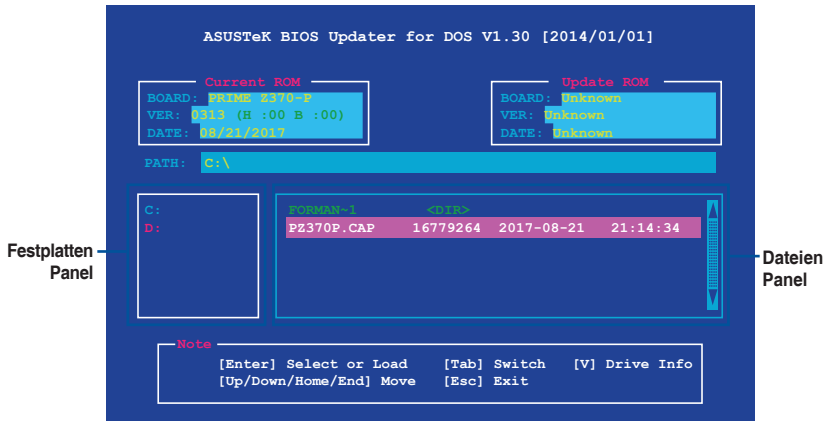 ASUSTeK BIOS Updater for DOS V1.30 [2014/01/01]
Current ROM
BOARD: PRIME Z370-P
VER: 0313 (H :00 B :00)
DATE: 08/21/2017
Update ROM
BOARD: Unknown
VER: Unknown
DATE: Unknown
PATH: C:\
C:
D:
FORMAN~1 <DIR>
PZ370P.CAP 16779264 2017-08-21 21:14:34
Festplatten
Panel
Dateien
Panel
Note
[Enter] Select or Load [Tab] Switch [V] Drive Info
[Up/Down/Home/End] Move [Esc] Exit